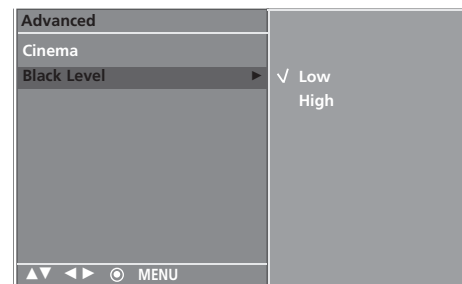 Advanced
Cinema
Black Level ►
√ Low
High
▲▼ ◄► ◉ MENU